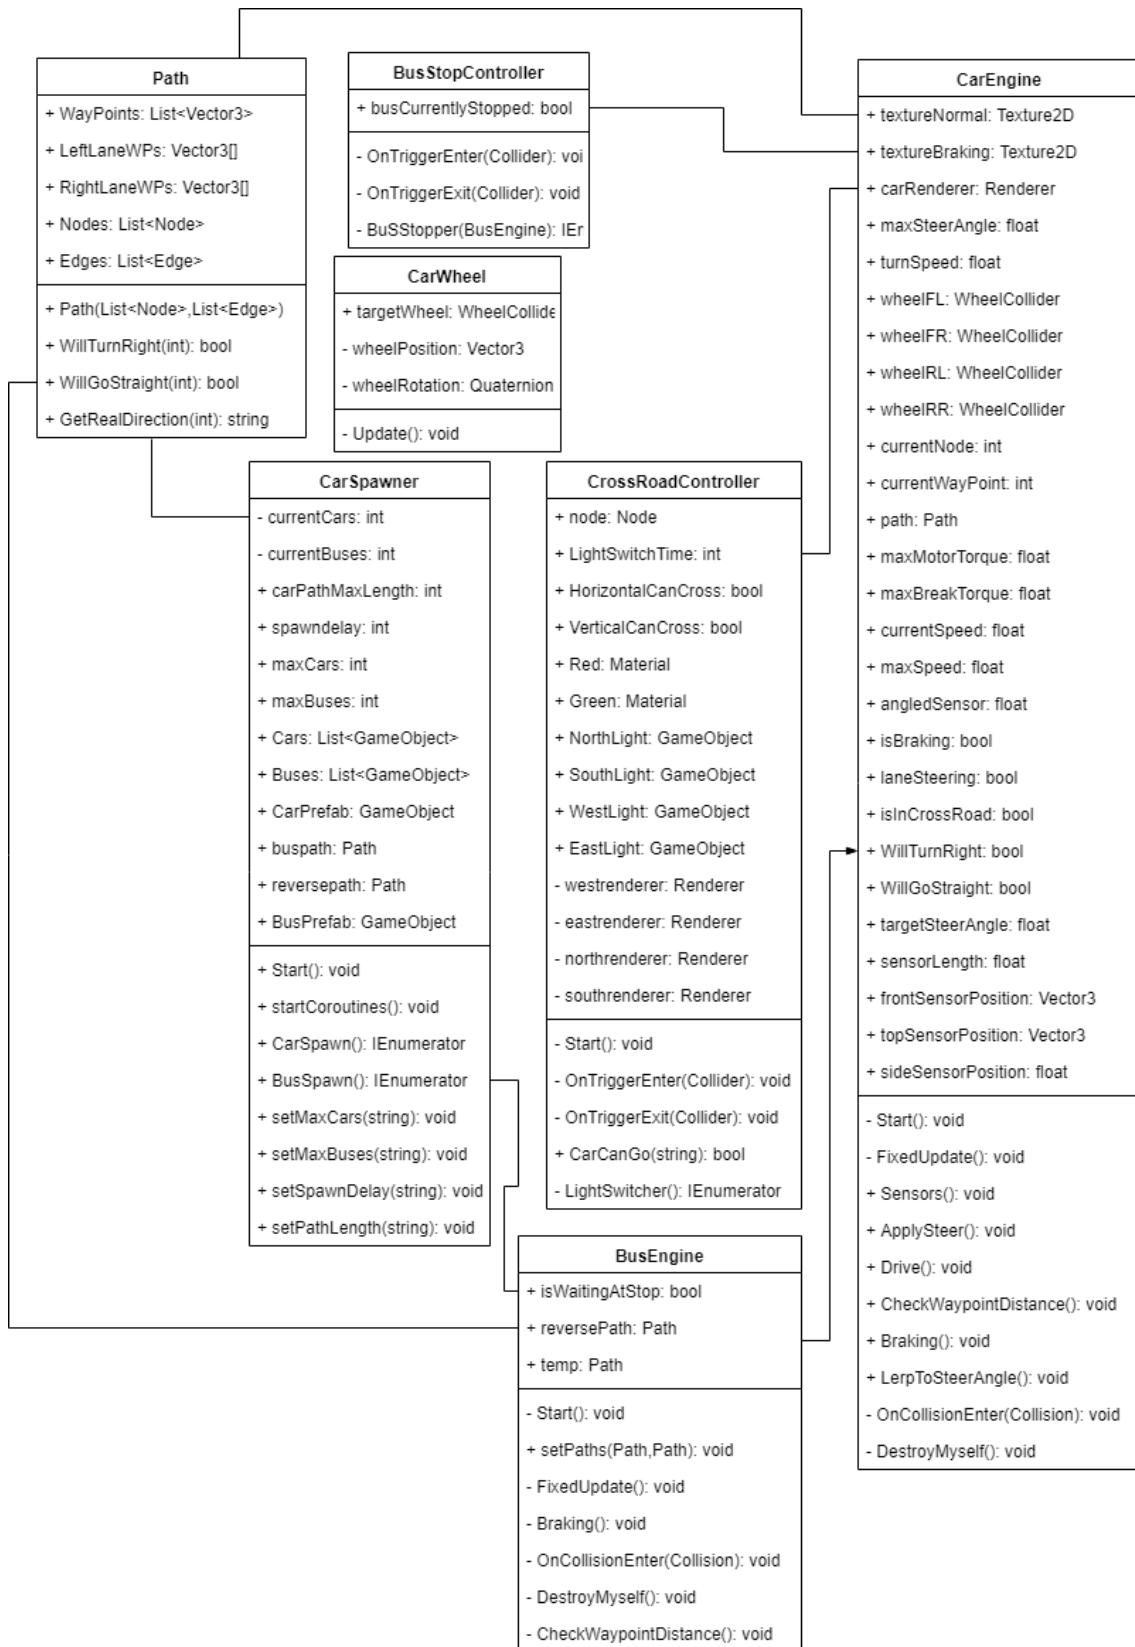 Path
+ WayPoints: List<Vector3>
+ LeftLaneWPs: Vector3[]
+ RightLaneWPs: Vector3[]
+ Nodes: List<Node>
+ Edges: List<Edge>
+ Path(List<Node>,List<Edge>)
+ WillTurnRight(int): bool
+ WillGoStraight(int): bool
+ GetRealDirection(int): string
BusStopController
+ busCurrentlyStopped: bool
- OnTriggerEnter(Collider): voi
- OnTriggerExit(Collider): void
- BuSStopper(BusEngine): IEr
CarWheel
+ targetWheel: WheelCollide
- wheelPosition: Vector3
- wheelRotation: Quaternion
- Update(): void
CarSpawner
- currentCars: int
- currentBuses: int
+ carPathMaxLength: int
+ spawndelay: int
+ maxCars: int
+ maxBuses: int
+ Cars: List<GameObject>
+ Buses: List<GameObject>
+ CarPrefab: GameObject
+ buspath: Path
+ reversepath: Path
+ BusPrefab: GameObject
+ Start(): void
+ startCoroutines(): void
+ CarSpawn(): IEnumerator
+ BusSpawn(): IEnumerator
+ setMaxCars(string): void
+ setMaxBuses(string): void
+ setSpawnDelay(string): void
+ setPathLength(string): void
CrossRoadController
+ node: Node
+ LightSwitchTime: int
+ HorizontalCanCross: bool
+ VerticalCanCross: bool
+ Red: Material
+ Green: Material
+ NorthLight: GameObject
+ SouthLight: GameObject
+ WestLight: GameObject
+ EastLight: GameObject
- westrenderer: Renderer
- eastrenderer: Renderer
- northrenderer: Renderer
- southrenderer: Renderer
- Start(): void
- OnTriggerEnter(Collider): void
- OnTriggerExit(Collider): void
+ CarCanGo(string): bool
- LightSwitcher(): IEnumerator
BusEngine
+ isWaitingAtStop: bool
+ reversePath: Path
+ temp: Path
- Start(): void
+ setPaths(Path,Path): void
- FixedUpdate(): void
- Braking(): void
- OnCollisionEnter(Collision): void
- DestroyMyself(): void
- CheckWaypointDistance(): void
CarEngine
+ textureNormal: Texture2D
+ textureBraking: Texture2D
+ carRenderer: Renderer
+ maxSteerAngle: float
+ turnSpeed: float
+ wheelFL: WheelCollider
+ wheelFR: WheelCollider
+ wheelRL: WheelCollider
+ wheelRR: WheelCollider
+ currentNode: int
+ currentWayPoint: int
+ path: Path
+ maxMotorTorque: float
+ maxBreakTorque: float
+ currentSpeed: float
+ maxSpeed: float
+ angledSensor: float
+ isBraking: bool
+ laneSteering: bool
+ isInCrossRoad: bool
+ WillTurnRight: bool
+ WillGoStraight: bool
+ targetSteerAngle: float
+ sensorLength: float
+ frontSensorPosition: Vector3
+ topSensorPosition: Vector3
+ sideSensorPosition: float
- Start(): void
- FixedUpdate(): void
+ Sensors(): void
+ ApplySteer(): void
+ Drive(): void
+ CheckWaypointDistance(): void
+ Braking(): void
+ LerpToSteerAngle(): void
- OnCollisionEnter(Collision): void
- DestroyMyself(): void